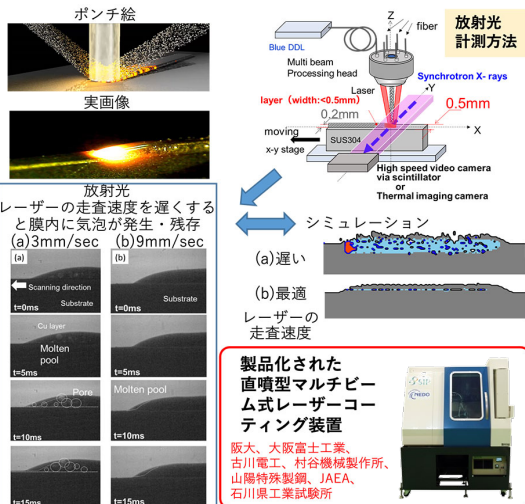 ポンチ絵
実画像
放射光
計測方法
Z
fiber
Blue DDL
Multi beam
Processing head
Synchrotron X- rays
Laser
Y
layer (width:<0.5mm)
0.2mm
0.5mm
X
moving
x-y stage
SUS304
High speed video camera
via scintillator
or
Thermal imaging camera
放射光
レーザーの走査速度を遅くする
と膜内に気泡が発生・残存
(a)3mm/sec
(b)9mm/sec
(a)
Scanning direction
Substrate
t=0ms
Cu layer
Molten
pool
t=5ms
Pore
t=10ms
t=15ms
(b)
Substrate
t=0ms
t=5ms
Molten pool
t=10ms
t=15ms
シミュレーション
(a)遅い
(b)最適
レーザーの
走査速度
製品化された
直噴型マルチビー
ム式レーザーコー
ティング装置
阪大、大阪富士工業、
古川電工、村谷機械製作所、
山陽特殊製鋼、JAEA、
石川県工業試験所
NEDO